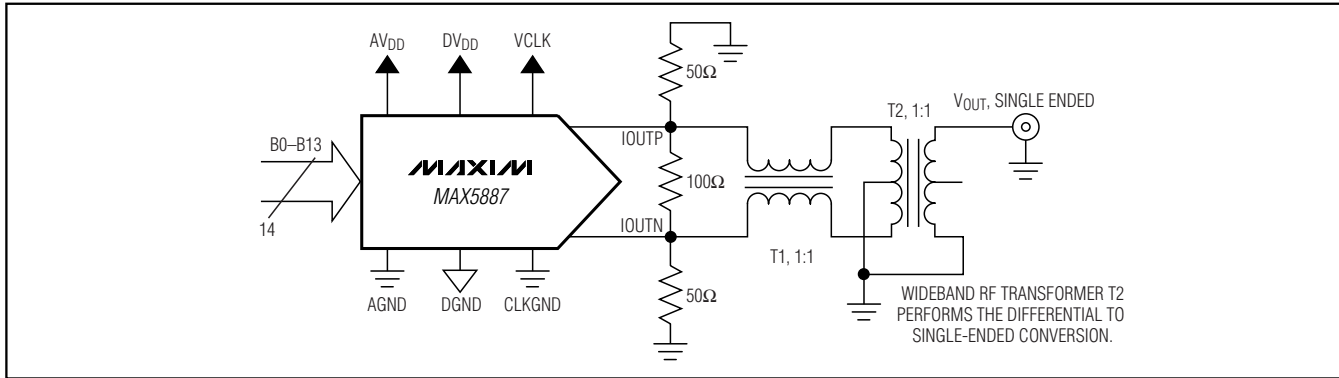 AVDD DVDD VCLK
50Ω
T2, 1:1
VOUT, SINGLE ENDED
B0–B13
IOUTP
MAXIM
MAX5887
100Ω
14
IOUTN
T1, 1:1
50Ω
AGND DGND CLKGND
WIDEBAND RF TRANSFORMER T2
PERFORMS THE DIFFERENTIAL TO
SINGLE-ENDED CONVERSION.